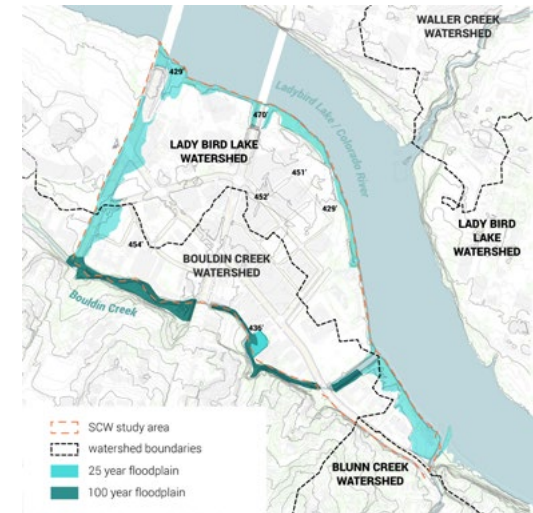 WALLER CREEK
WATERSHED
429'
470'
Ladybird Lake / Colorado River
LADY BIRD LAKE
WATERSHED
451'
452'
429'
LADY BIRD
LAKE
WATERSHED
454'
BOULDIN CREEK
WATERSHED
Bouldin Creek
436'
SCW study area
watershed boundaries
25 year floodplain
100 year floodplain
BLUNN CREEK
WATERSHED